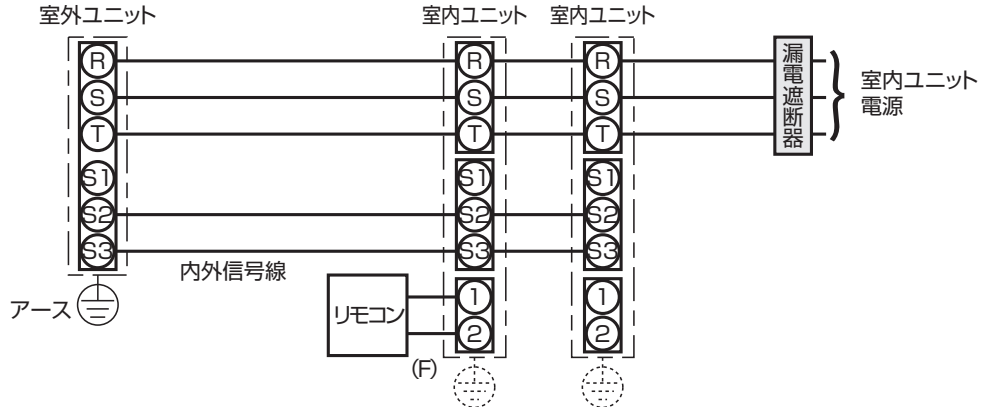 室外ユニット
室内ユニット
室内ユニット
R
S
T
S1
S2
S3
R
S
T
S1
S2
S3
1
2
R
S
T
S1
S2
S3
1
2
漏電遮断器
室内ユニット
電源
内外信号線
アース
リモコン
(F)